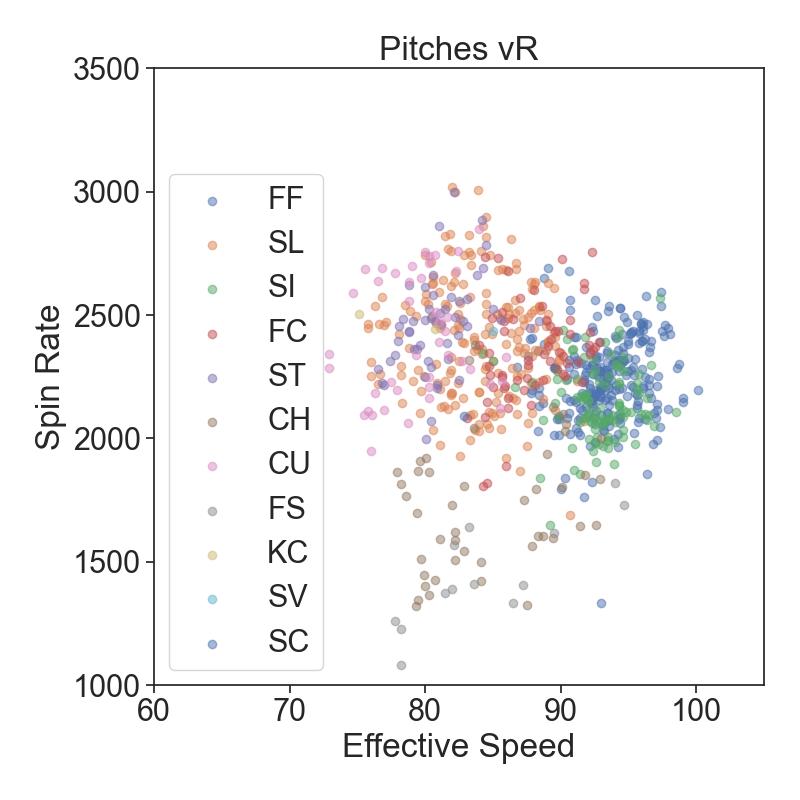 Pitches vR
3500
3000
2500
2000
1500
1000
Spin Rate
FF
SL
SI
FC
ST
CH
CU
FS
KC
SV
SC
60 70 80 90 100
Effective Speed